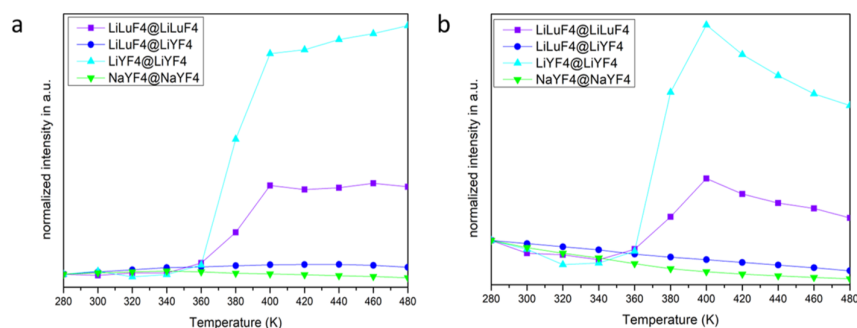 a
LiLuF4@LiLuF4
LiLuF4@LiYF4
LiYF4@LiYF4
NaYF4@NaYF4
normalized intensity in a.u.
280 300 320 340 360 380 400 420 440 460 480
Temperature (K)
b
LiLuF4@LiLuF4
LiLuF4@LiYF4
LiYF4@LiYF4
NaYF4@NaYF4
normalized intensity in a.u.
280 300 320 340 360 380 400 420 440 460 480
Temperature (K)